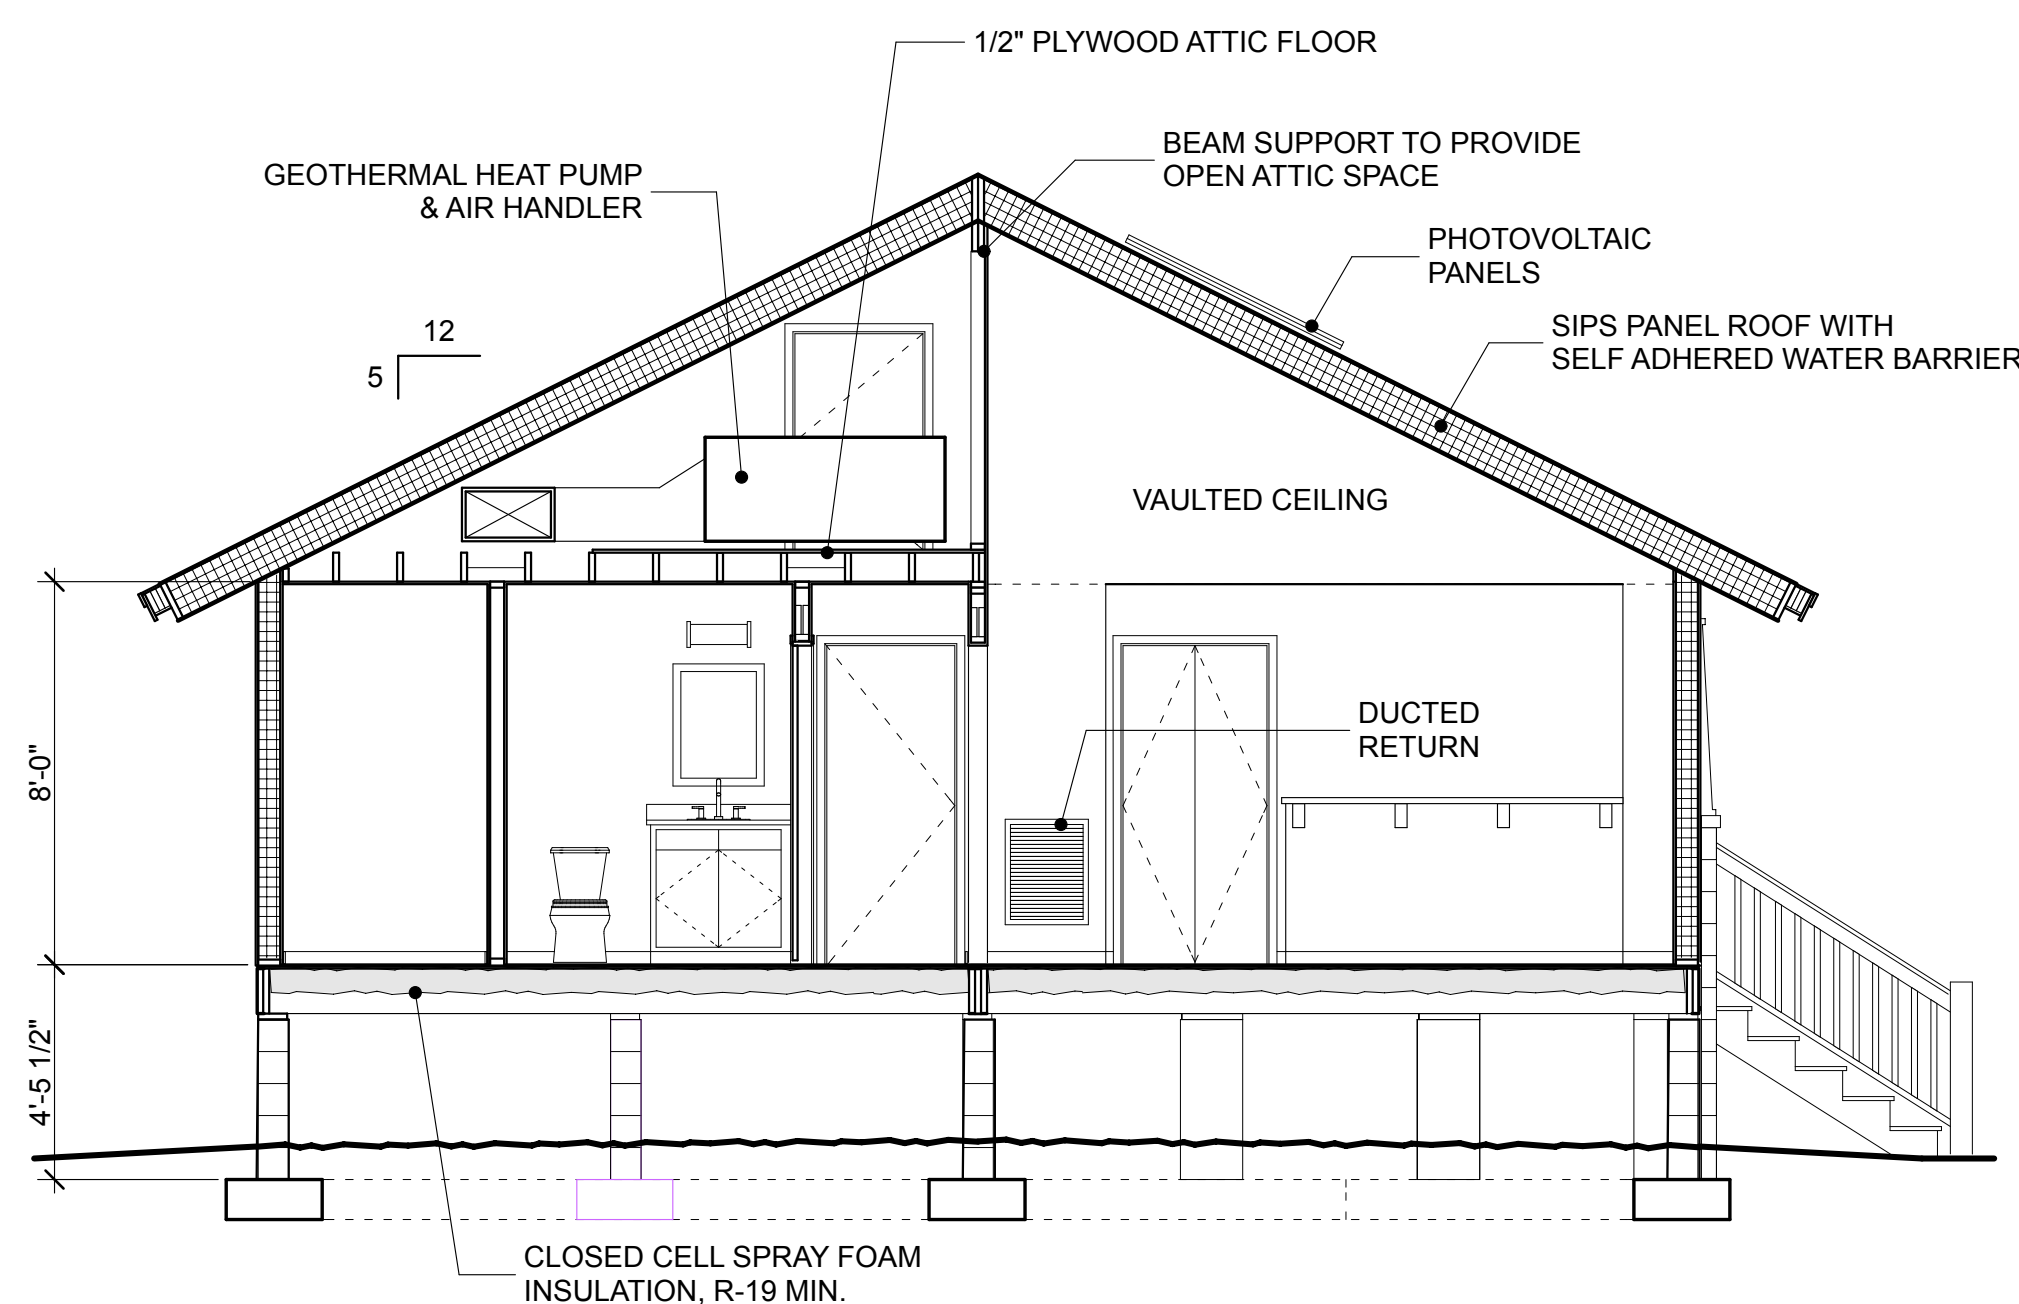 1/2" PLYWOOD ATTIC FLOOR
BEAM SUPPORT TO PROVIDE
OPEN ATTIC SPACE
GEOTHERMAL HEAT PUMP
& AIR HANDLER
PHOTOVOLTAIC
PANELS
SIPS PANEL ROOF WITH
SELF ADHERED WATER BARRIER
12
5
VAULTED CEILING
DUCTED
RETURN
8'-0"
4'-5 1/2"
CLOSED CELL SPRAY FOAM
INSULATION, R-19 MIN.